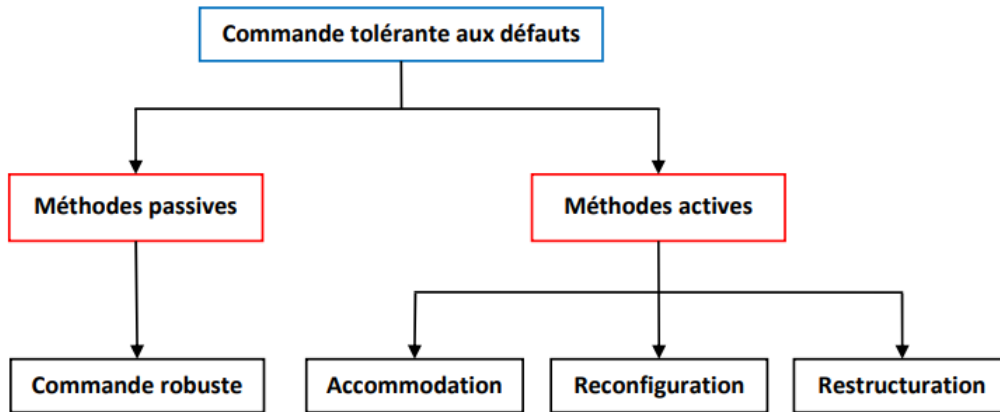 Commande tolérante aux défauts
Méthodes passives
Méthodes actives
Commande robuste
Accommodation
Reconfiguration
Restructuration